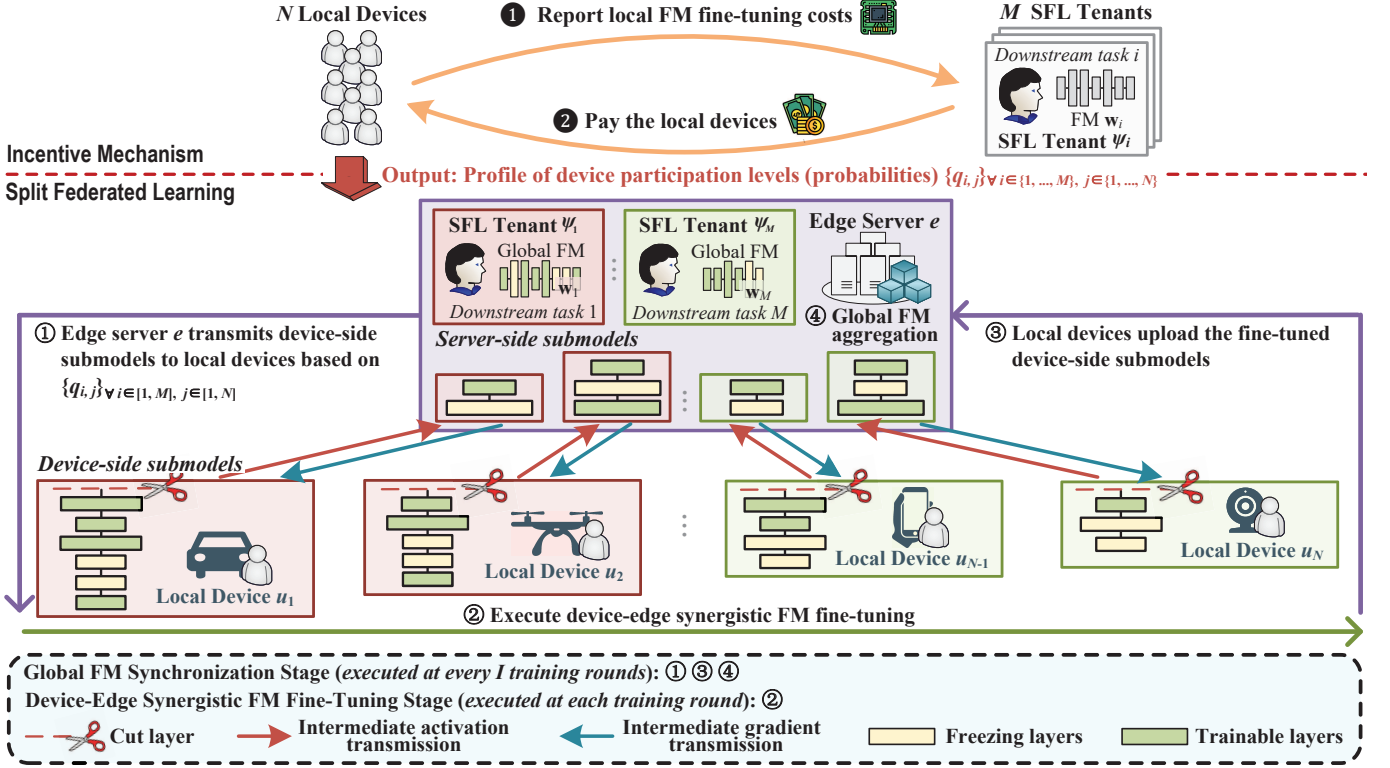 N Local Devices
❶ Report local FM fine-tuning costs
M SFL Tenants
Downstream task i
FM w_i
SFL Tenant ψ_i
❷ Pay the local devices
Incentive Mechanism
Split Federated Learning
Output: Profile of device participation levels (probabilities) {q_{i,j}}_{∀ i∈{1, ..., M}, j∈{1, ..., N}}
SFL Tenant ψ_1
Global FM
w_1
Downstream task 1
SFL Tenant ψ_M
Global FM
w_M
Downstream task M
Edge Server e
④ Global FM
aggregation
Server-side submodels
① Edge server e transmits device-side
submodels to local devices based on
{q_{i,j}}_{∀ i∈[1, M], j∈[1, N]}
③ Local devices upload the fine-tuned
device-side submodels
Device-side submodels
Local Device u_1
Local Device u_2
Local Device u_{N-1}
Local Device u_N
② Execute device-edge synergistic FM fine-tuning
Global FM Synchronization Stage (executed at every I training rounds): ① ③ ④
Device-Edge Synergistic FM Fine-Tuning Stage (executed at each training round): ②
Cut layer
Intermediate activation
transmission
Intermediate gradient
transmission
Freezing layers
Trainable layers